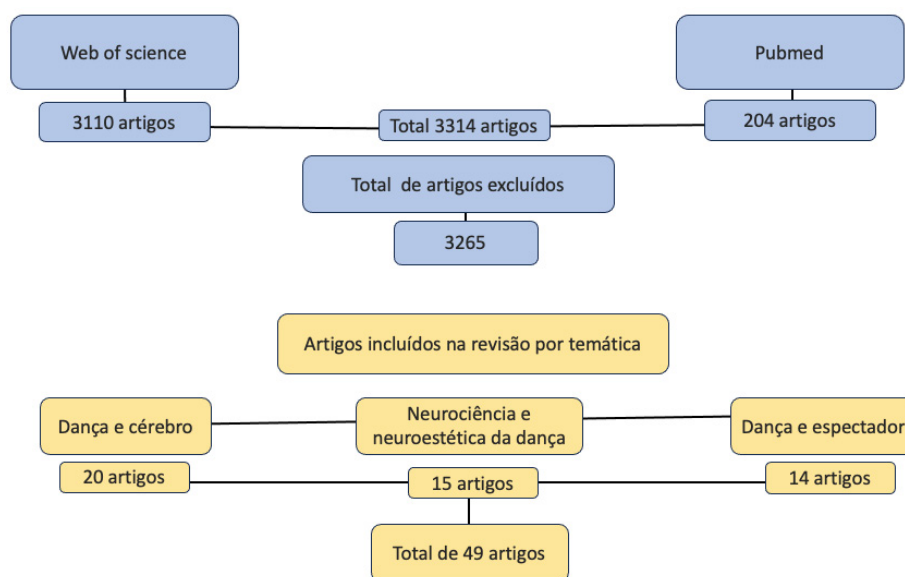 Web of science
Pubmed
3110 artigos
Total 3314 artigos
204 artigos
Total de artigos excluídos
3265
Artigos incluídos na revisão por temática
Dança e cérebro
Neurociência e
neuroestética da dança
Dança e espectador
20 artigos
15 artigos
14 artigos
Total de 49 artigos